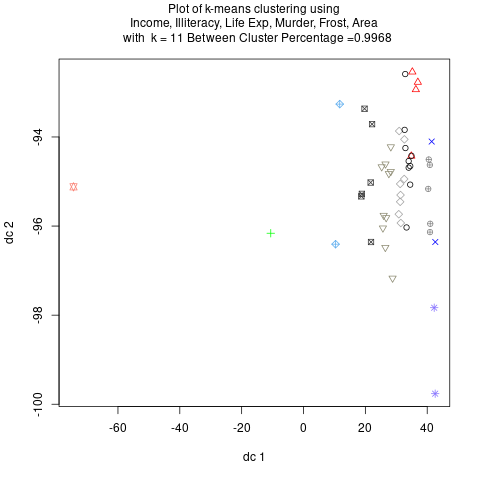 Plot of k-means clustering using
Income, Illiteracy, Life Exp, Murder, Frost, Area
with  k = 11 Between Cluster Percentage =0.9968
dc 2
-94
-96
-98
-100
-60
-40
-20
0
20
40
dc 1